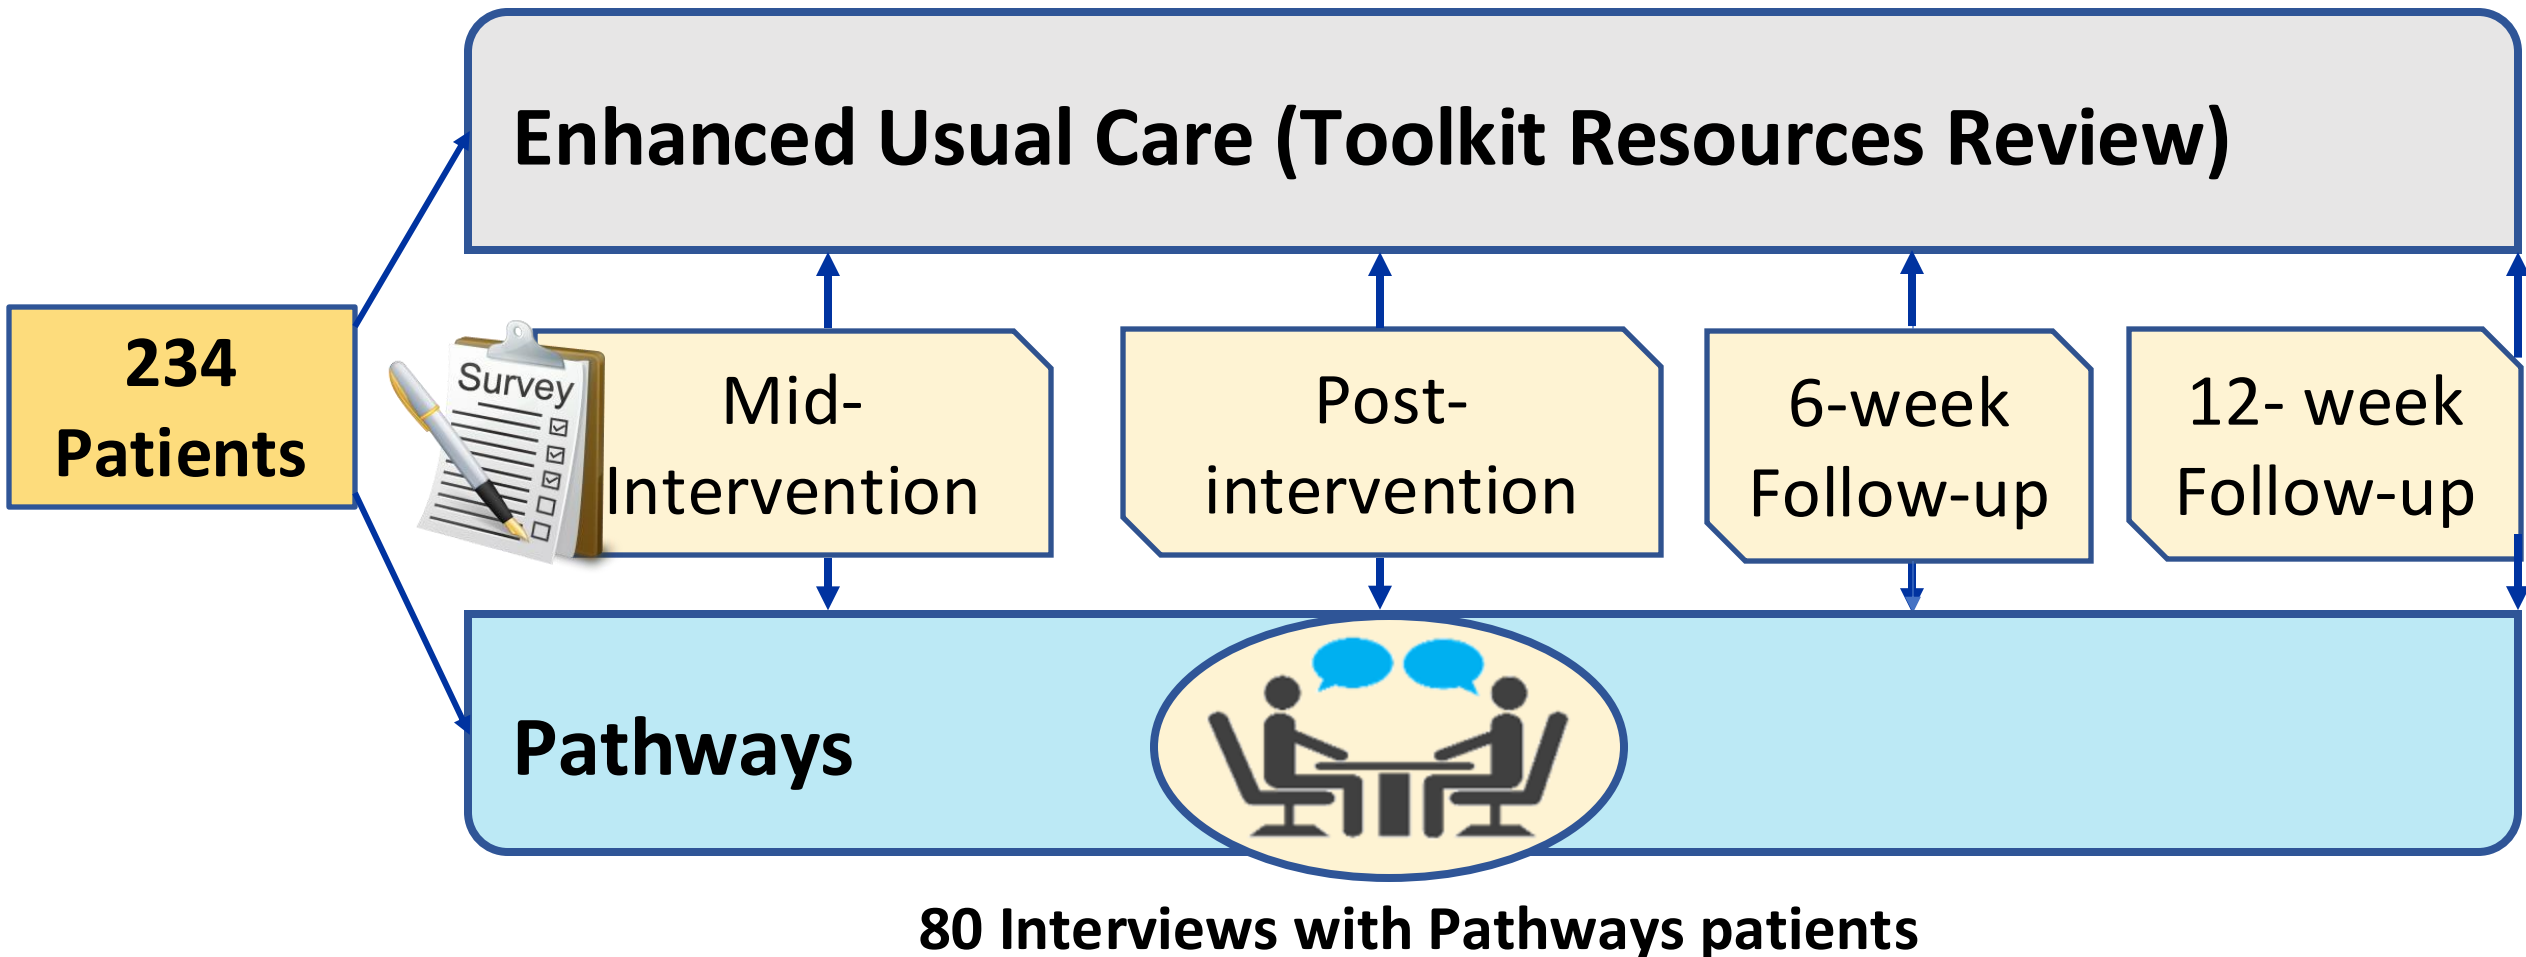 Enhanced Usual Care (Toolkit Resources Review)
234
Patients
Survey
Mid-
Intervention
Post-
intervention
6-week
Follow-up
12- week
Follow-up
Pathways
80 Interviews with Pathways patients